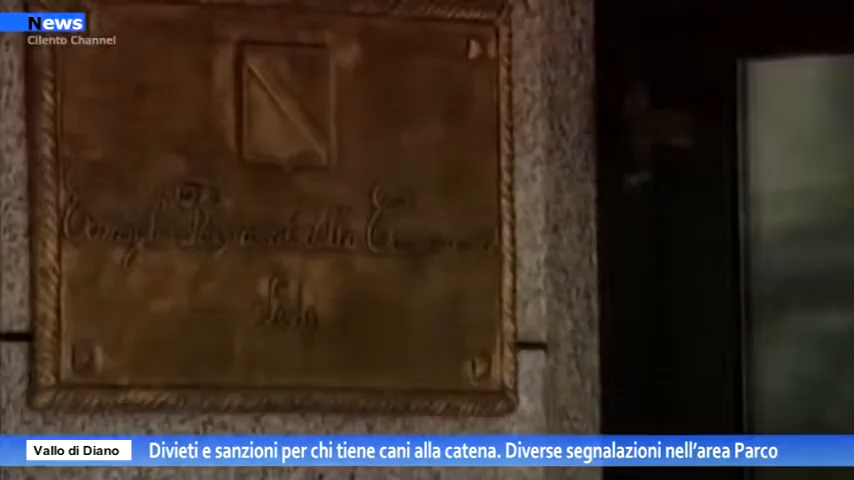 News
Cilento Channel
Vallo di Diano
Divieti e sanzioni per chi tiene cani alla catena. Diverse segnalazioni nell'area Parco